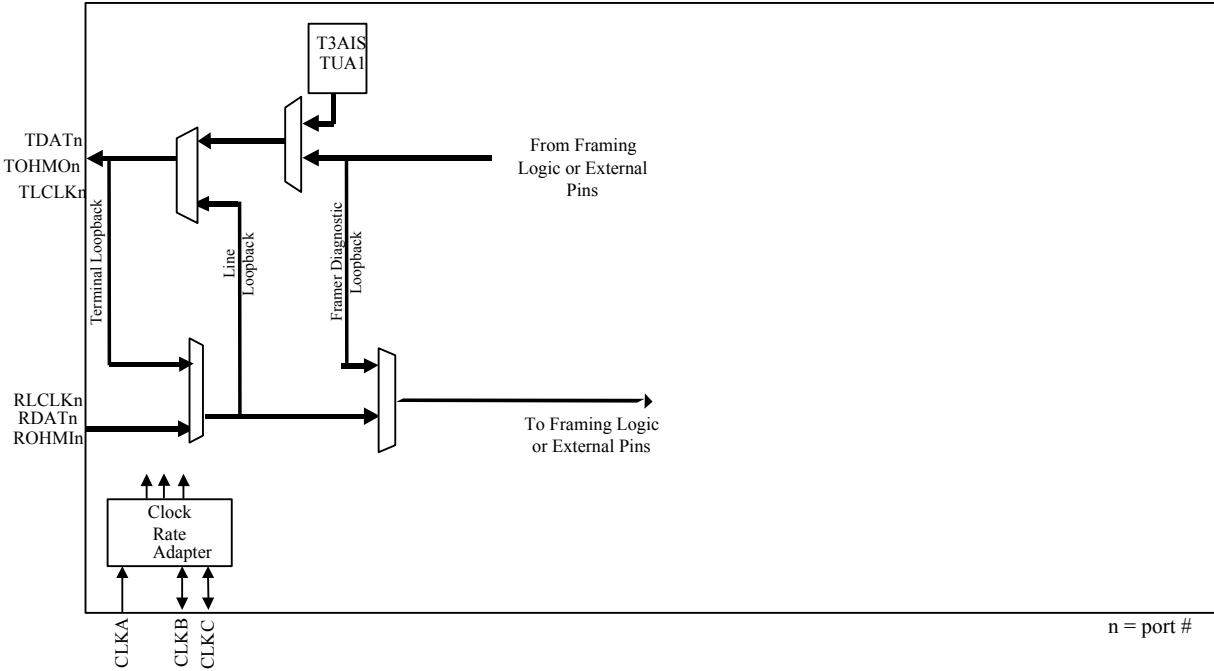 T3AIS
TUA1
TDATn
TOHMOn
TLCLKn
From Framing
Logic or External
Pins
Terminal Loopback
Line
Loopback
Framer Diagnostic
Loopback
RLCLKn
RDATn
ROHMIn
To Framing Logic
or External Pins
Clock
Rate
Adapter
CLKA
CLKB
CLKC
n = port #